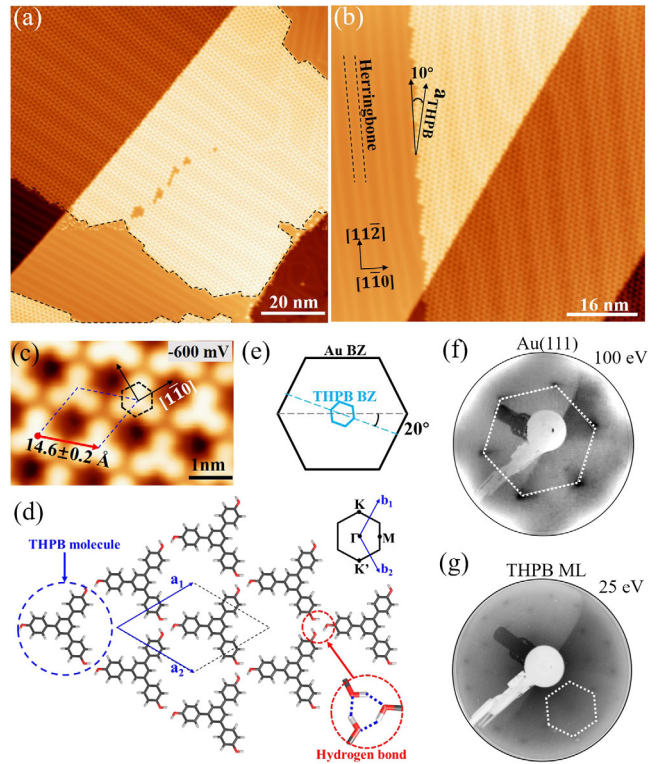 (a)
20 nm
(b)
Herringbone
10°
aTHPB
[112̅]
[11̅0]
16 nm
(c)
-600 mV
[11̅0]
14.6±0.2 Å
1nm
(e)
Au BZ
THPB BZ
20°
(f)
Au(111)
100 eV
(d)
THPB molecule
a1
a2
K
b1
Γ
M
K'
b2
Hydrogen bond
(g)
THPB ML
25 eV